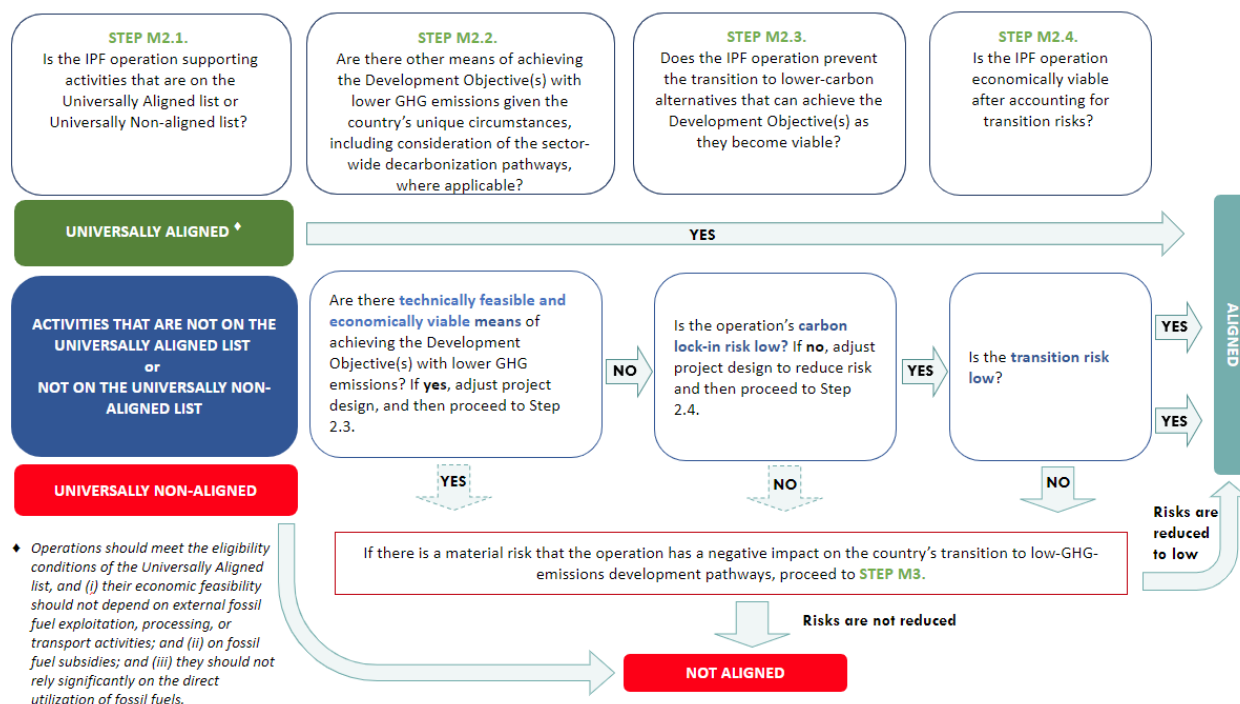 STEP M2.1.
Is the IPF operation supporting
activities that are on the
Universally Aligned list or
Universally Non-aligned list?
STEP M2.2.
Are there other means of achieving
the Development Objective(s) with
lower GHG emissions given the
country's unique circumstances,
including consideration of the sector-
wide decarbonization pathways,
where applicable?
STEP M2.3.
Does the IPF operation prevent
the transition to lower-carbon
alternatives that can achieve the
Development Objective(s) as
they become viable?
STEP M2.4.
Is the IPF operation
economically viable
after accounting for
transition risks?
UNIVERSALLY ALIGNED ♦
YES
ACTIVITIES THAT ARE NOT ON THE
UNIVERSALLY ALIGNED LIST
or
NOT ON THE UNIVERSALLY NON-
ALIGNED LIST
Are there technically feasible and
economically viable means of
achieving the Development
Objective(s) with lower GHG
emissions? If yes, adjust project
design, and then proceed to Step
2.3.
NO
Is the operation's carbon
lock-in risk low? If no, adjust
project design to reduce risk
and then proceed to Step
2.4.
YES
Is the transition risk
low?
YES
YES
ALIGNED
UNIVERSALLY NON-ALIGNED
YES
NO
NO
Risks are
reduced
to low
If there is a material risk that the operation has a negative impact on the country's transition to low-GHG-
emissions development pathways, proceed to STEP M3.
Risks are not reduced
NOT ALIGNED
♦ Operations should meet the eligibility
conditions of the Universally Aligned
list, and (i) their economic feasibility
should not depend on external fossil
fuel exploitation, processing, or
transport activities; and (ii) on fossil
fuel subsidies; and (iii) they should not
rely significantly on the direct
utilization of fossil fuels.